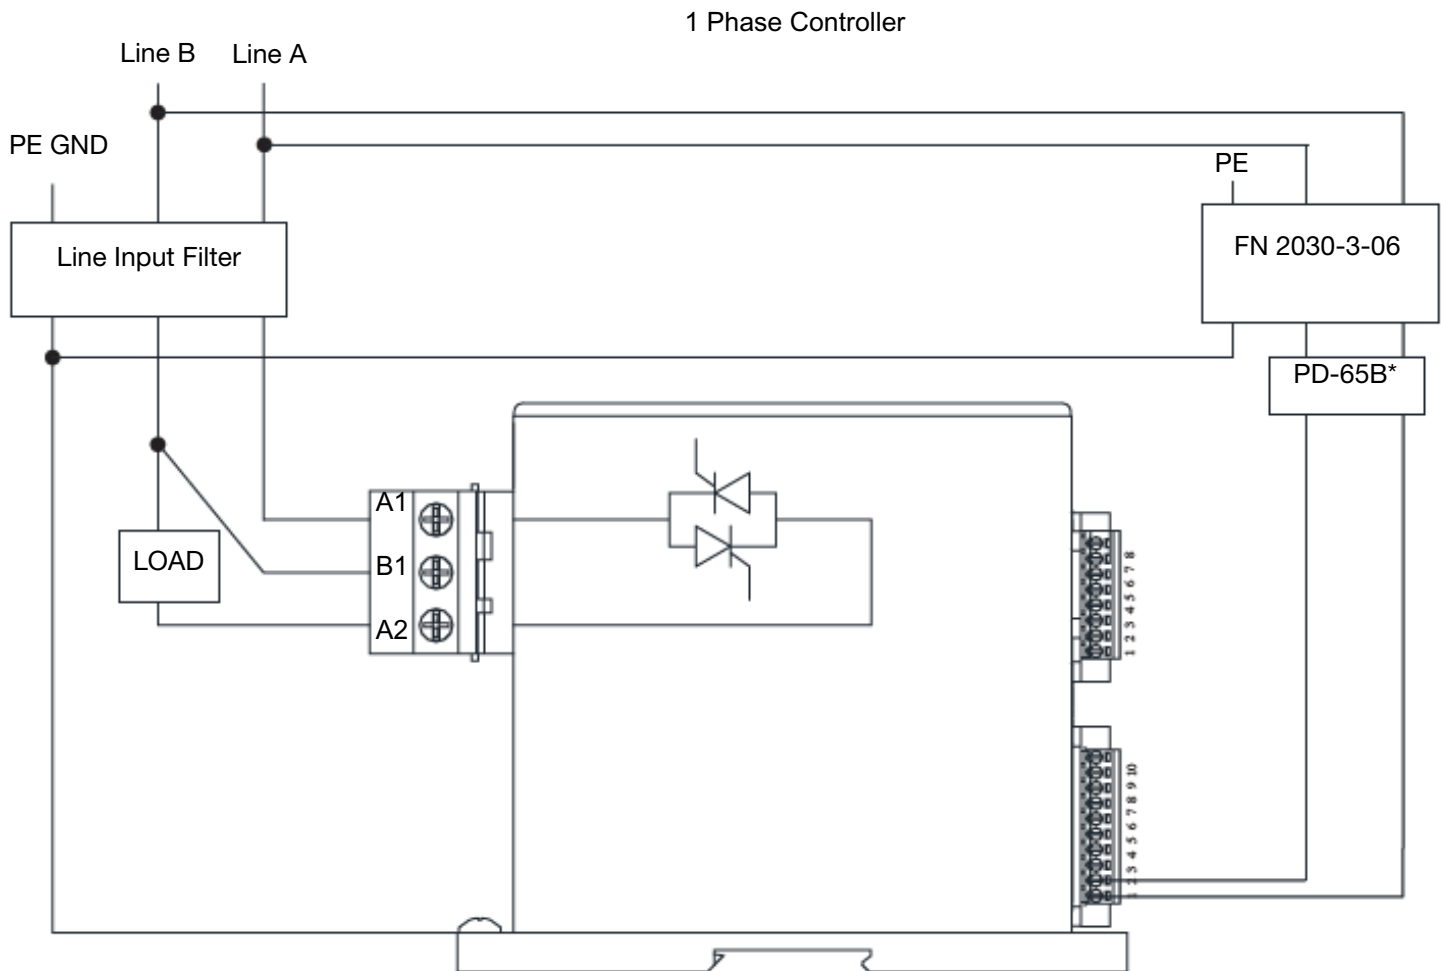 1 Phase Controller
Line B
Line A
PE GND
PE
Line Input Filter
FN 2030-3-06
PD-65B*
A1
B1
A2
LOAD
1 2 3 4 5 6 7 8
1 2 3 4 5 6 7 8 9 10